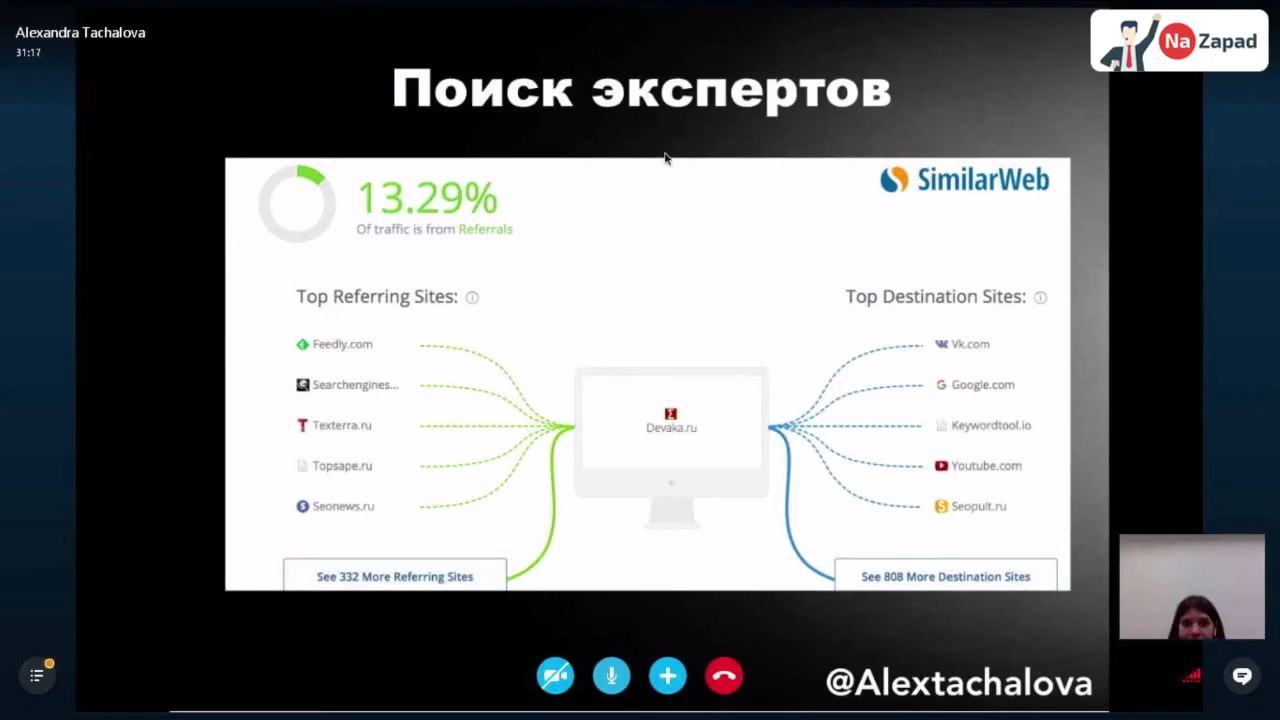 Alexandra Tachalova
31:17
Na Zapad
Поиск экспертов
13.29%
Of traffic is from Referrals
SimilarWeb
Top Referring Sites:
Top Destination Sites:
Feedly.com
Vk.com
Searchengines...
Google.com
Texterra.ru
Devaka.ru
Keywordtool.io
Topsape.ru
Youtube.com
Seonews.ru
Seopult.ru
See 332 More Referring Sites
See 808 More Destination Sites
@Alextachalova